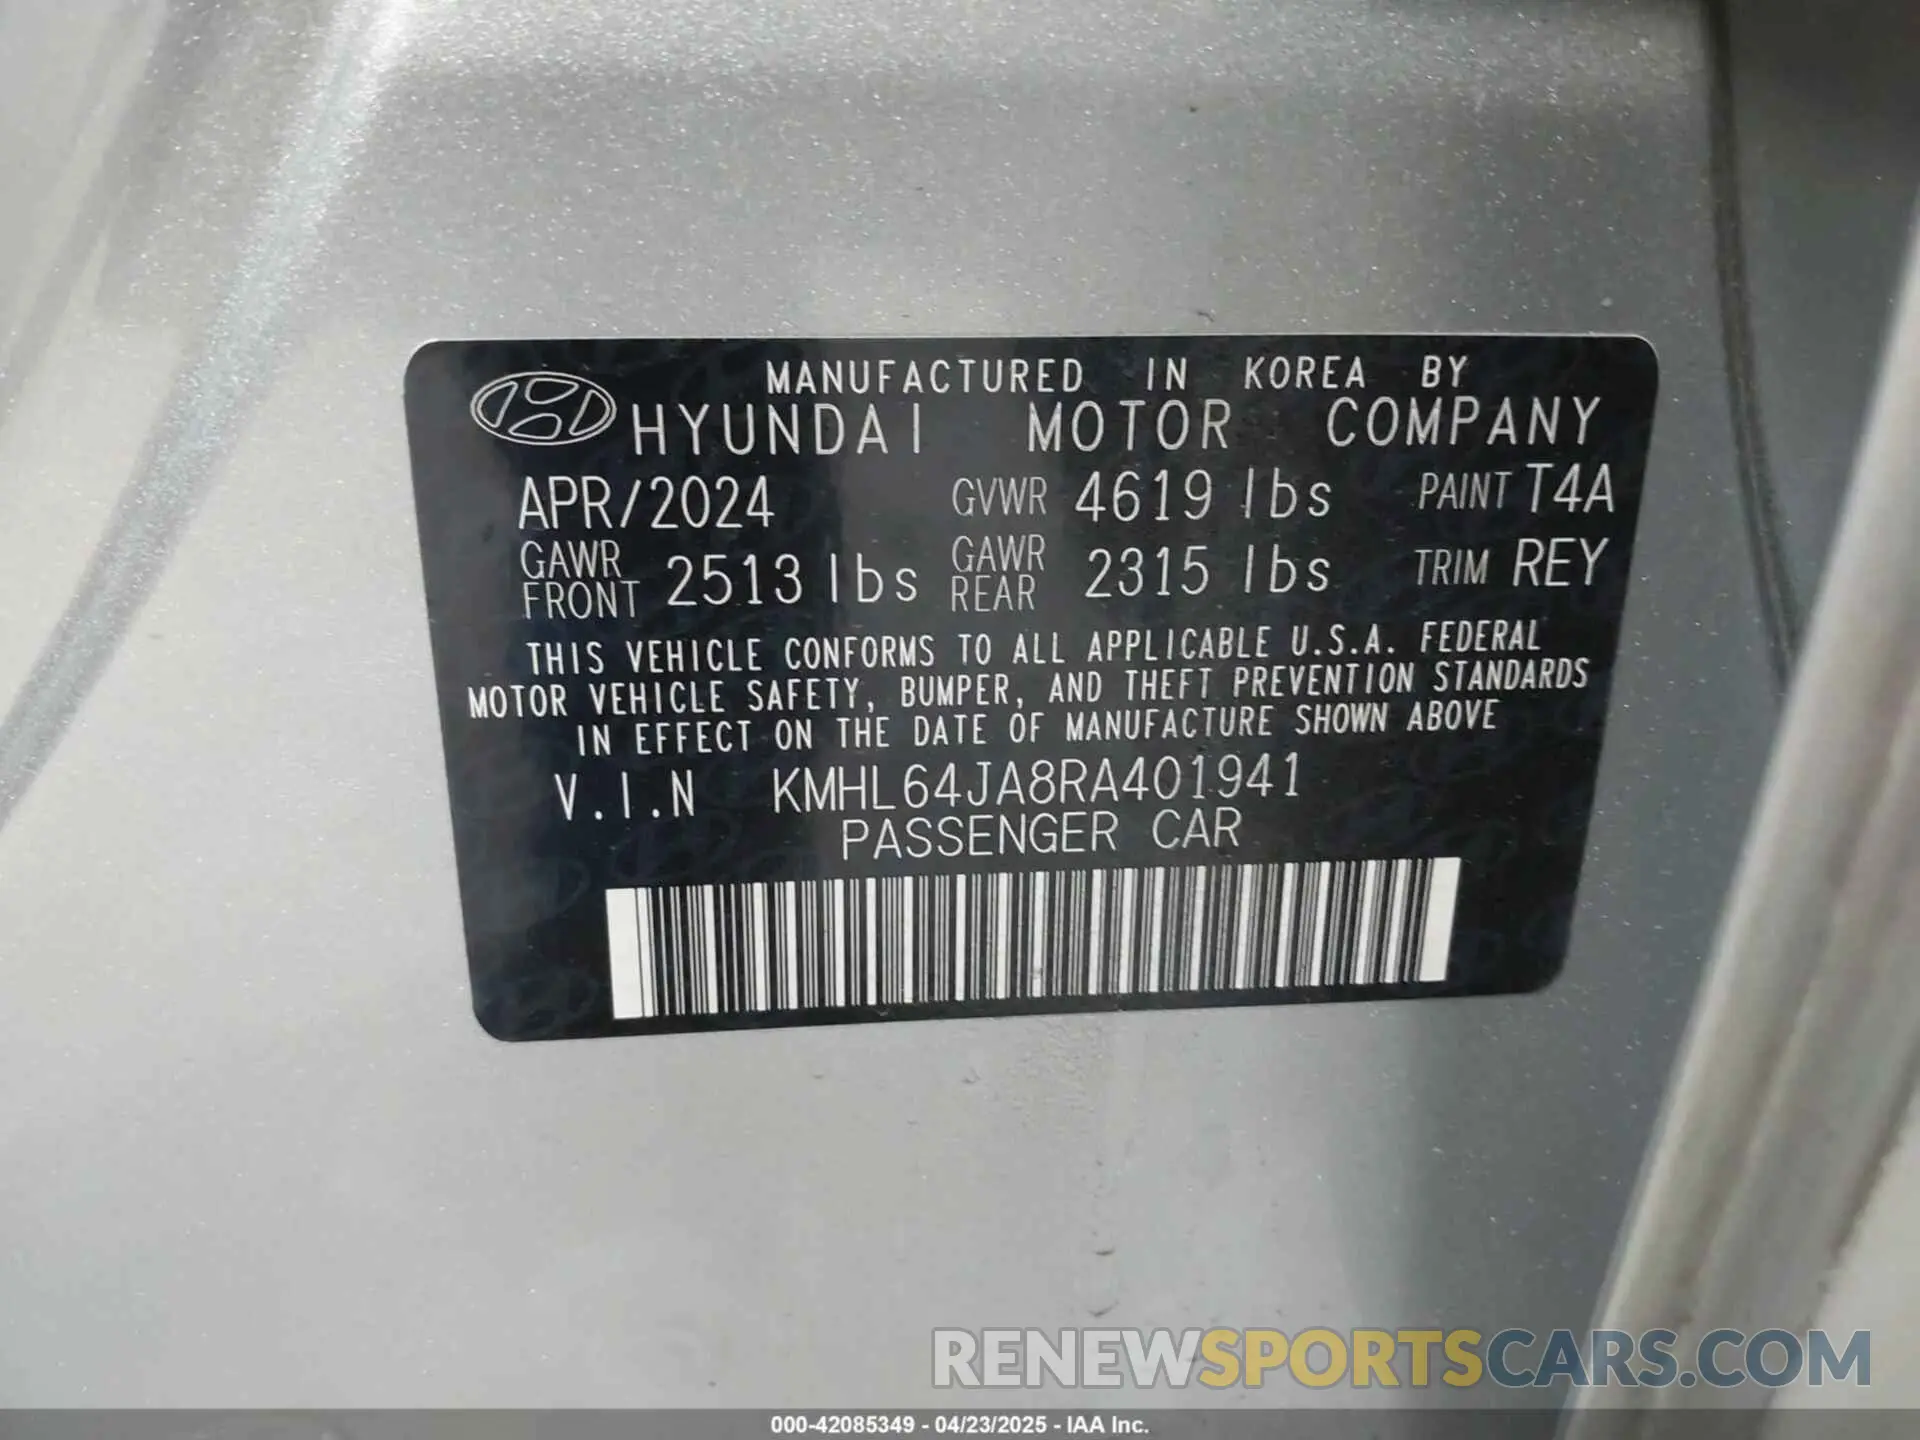 MANUFACTURED IN KOREA BY
HYUNDAI MOTOR COMPANY
APR/2024 GVWR 4619 lbs PAINT T4A
GAWR FRONT 2513 lbs GAWR REAR 2315 lbs TRIM REY
THIS VEHICLE CONFORMS TO ALL APPLICABLE U.S.A. FEDERAL
MOTOR VEHICLE SAFETY, BUMPER, AND THEFT PREVENTION STANDARDS
IN EFFECT ON THE DATE OF MANUFACTURE SHOWN ABOVE
V.I.N KMHL64JA8RA401941
PASSENGER CAR
RENEWSPORTSCARS.COM
000-42085349 - 04/23/2025 - IAA Inc.